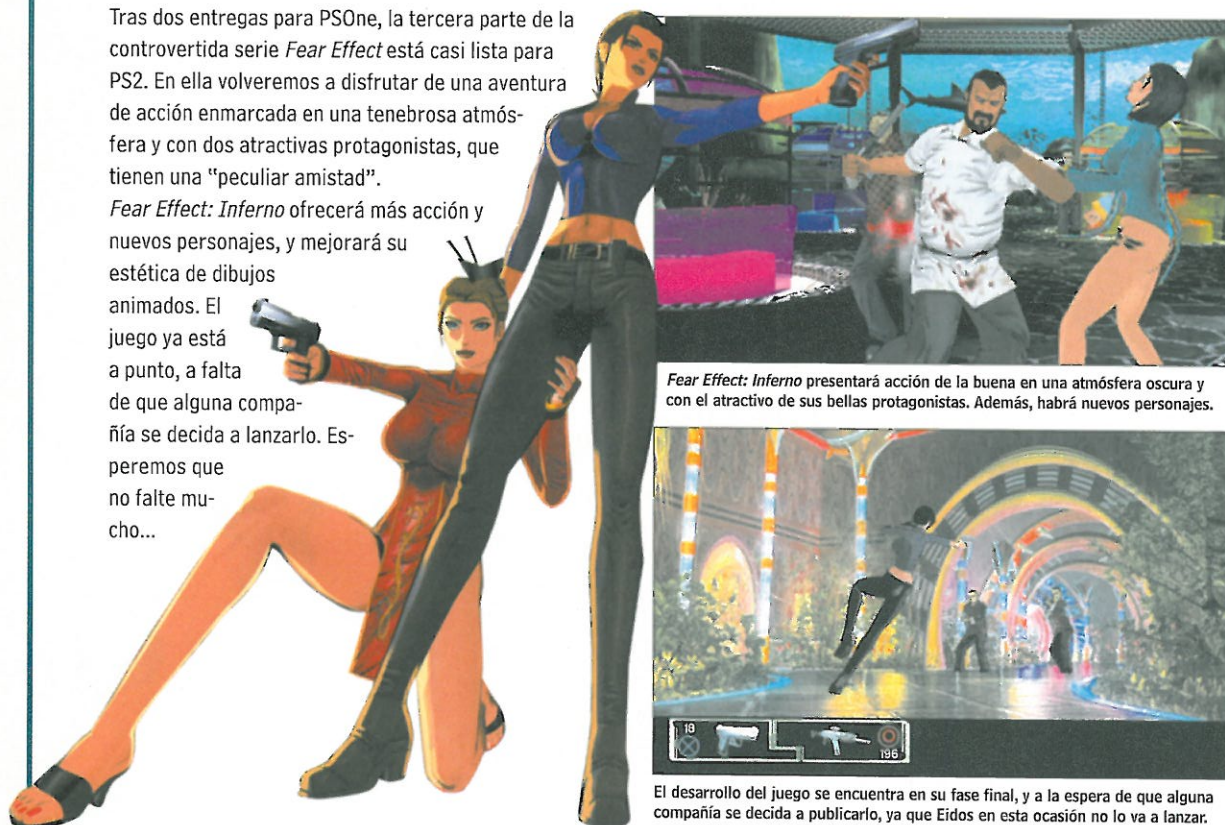 Tras dos entregas para PSOne, la tercera parte de la
controvertida serie Fear Effect está casi lista para
PS2. En ella volveremos a disfrutar de una aventura
de acción enmarcada en una tenebrosa atmós-
fera y con dos atractivas protagonistas, que
tienen una "peculiar amistad".
Fear Effect: Inferno ofrecerá más acción y
nuevos personajes, y mejorará su
estética de dibujos
animados. El
juego ya está
a punto, a falta
de que alguna compa-
ñía se decida a lanzarlo. Es-
peremos que
no falte mu-
cho...
Fear Effect: Inferno presentará acción de la buena en una atmósfera oscura y
con el atractivo de sus bellas protagonistas. Además, habrá nuevos personajes.
18
196
El desarrollo del juego se encuentra en su fase final, y a la espera de que alguna
compañía se decida a publicarlo, ya que Eidos en esta ocasión no lo va a lanzar.